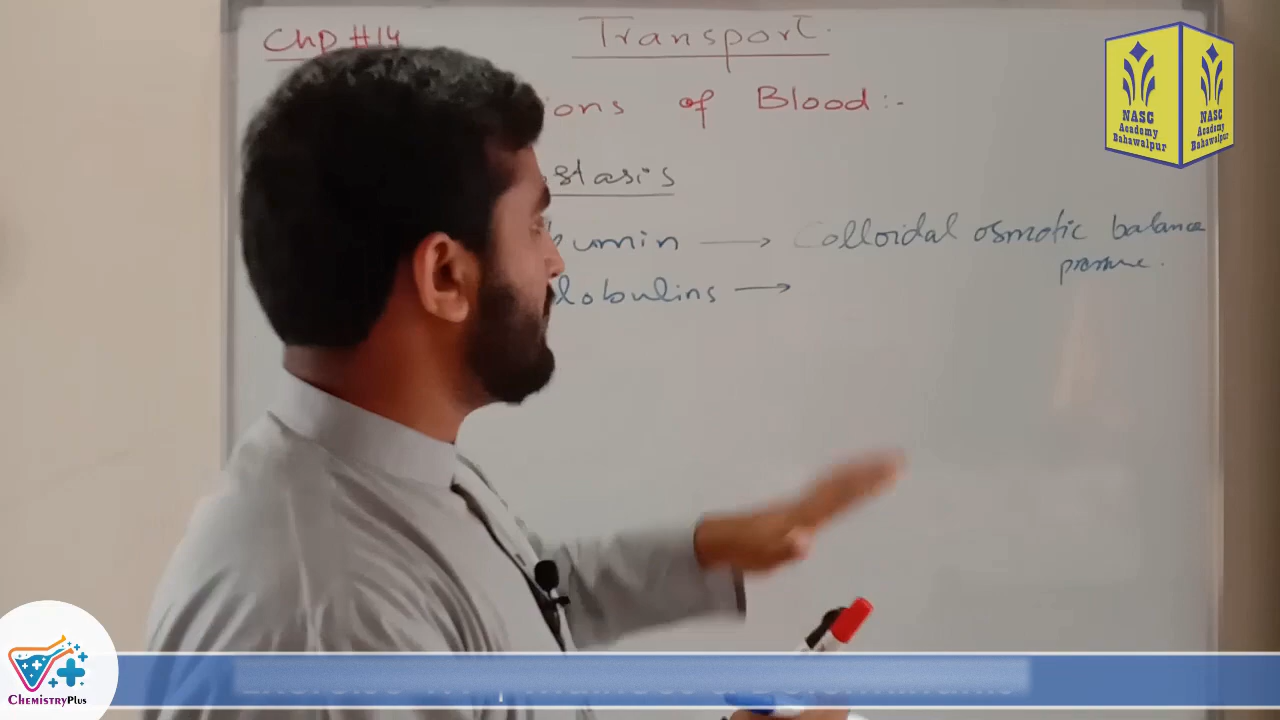 Chp #14
Transport.
ions of Blood:-
stasis
bumin → Colloidal osmotic balance
pressure.
lobulins →
NASC
Academy
Bahawalpur
NASC
Academy
Bahawalpur
CHEMISTRYPLUS